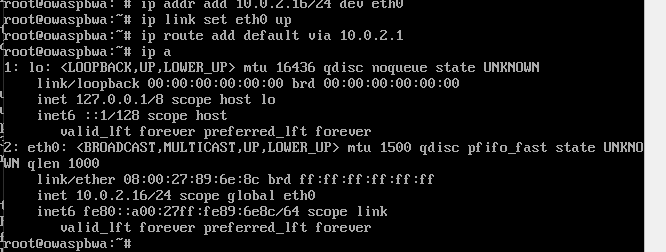 root@owaspbwa:~# ip addr add 10.0.2.16/24 dev eth0
root@owaspbwa:~# ip link set eth0 up
root@owaspbwa:~# ip route add default via 10.0.2.1
root@owaspbwa:~# ip a
1: lo: <LOOPBACK,UP,LOWER_UP> mtu 16436 qdisc noqueue state UNKNOWN
link/loopback 00:00:00:00:00:00 brd 00:00:00:00:00:00
inet 127.0.0.1/8 scope host lo
inet6 ::1/128 scope host
valid_lft forever preferred_lft forever
2: eth0: <BROADCAST,MULTICAST,UP,LOWER_UP> mtu 1500 qdisc pfifo_fast state UNKNO
WN qlen 1000
link/ether 08:00:27:89:6e:8c brd ff:ff:ff:ff:ff:ff
inet 10.0.2.16/24 scope global eth0
inet6 fe80::a00:27ff:fe89:6e8c/64 scope link
valid_lft forever preferred_lft forever
root@owaspbwa:~#